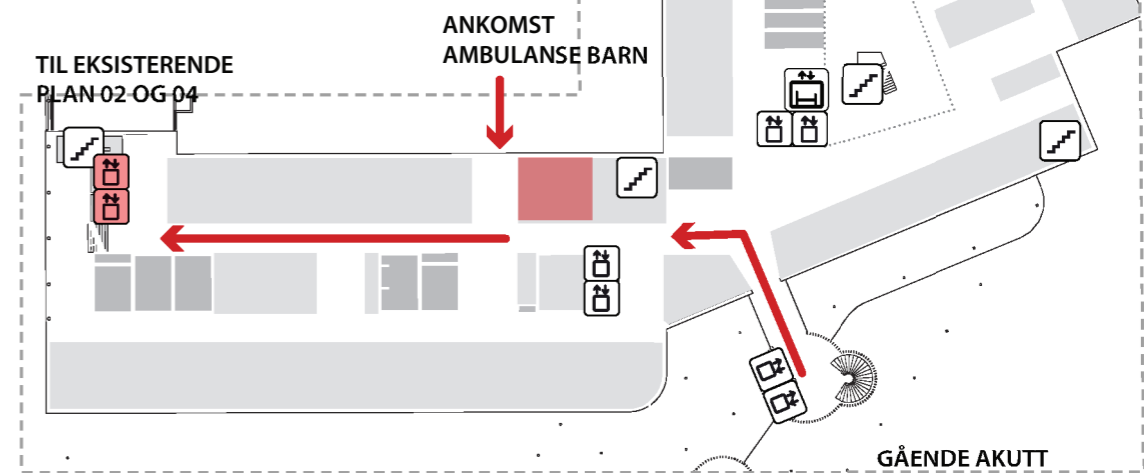 ANKOMST
AMBULANSE BARN
TIL EKSISTERENDE
PLAN 02 OG 04
GÅENDE AKUTT